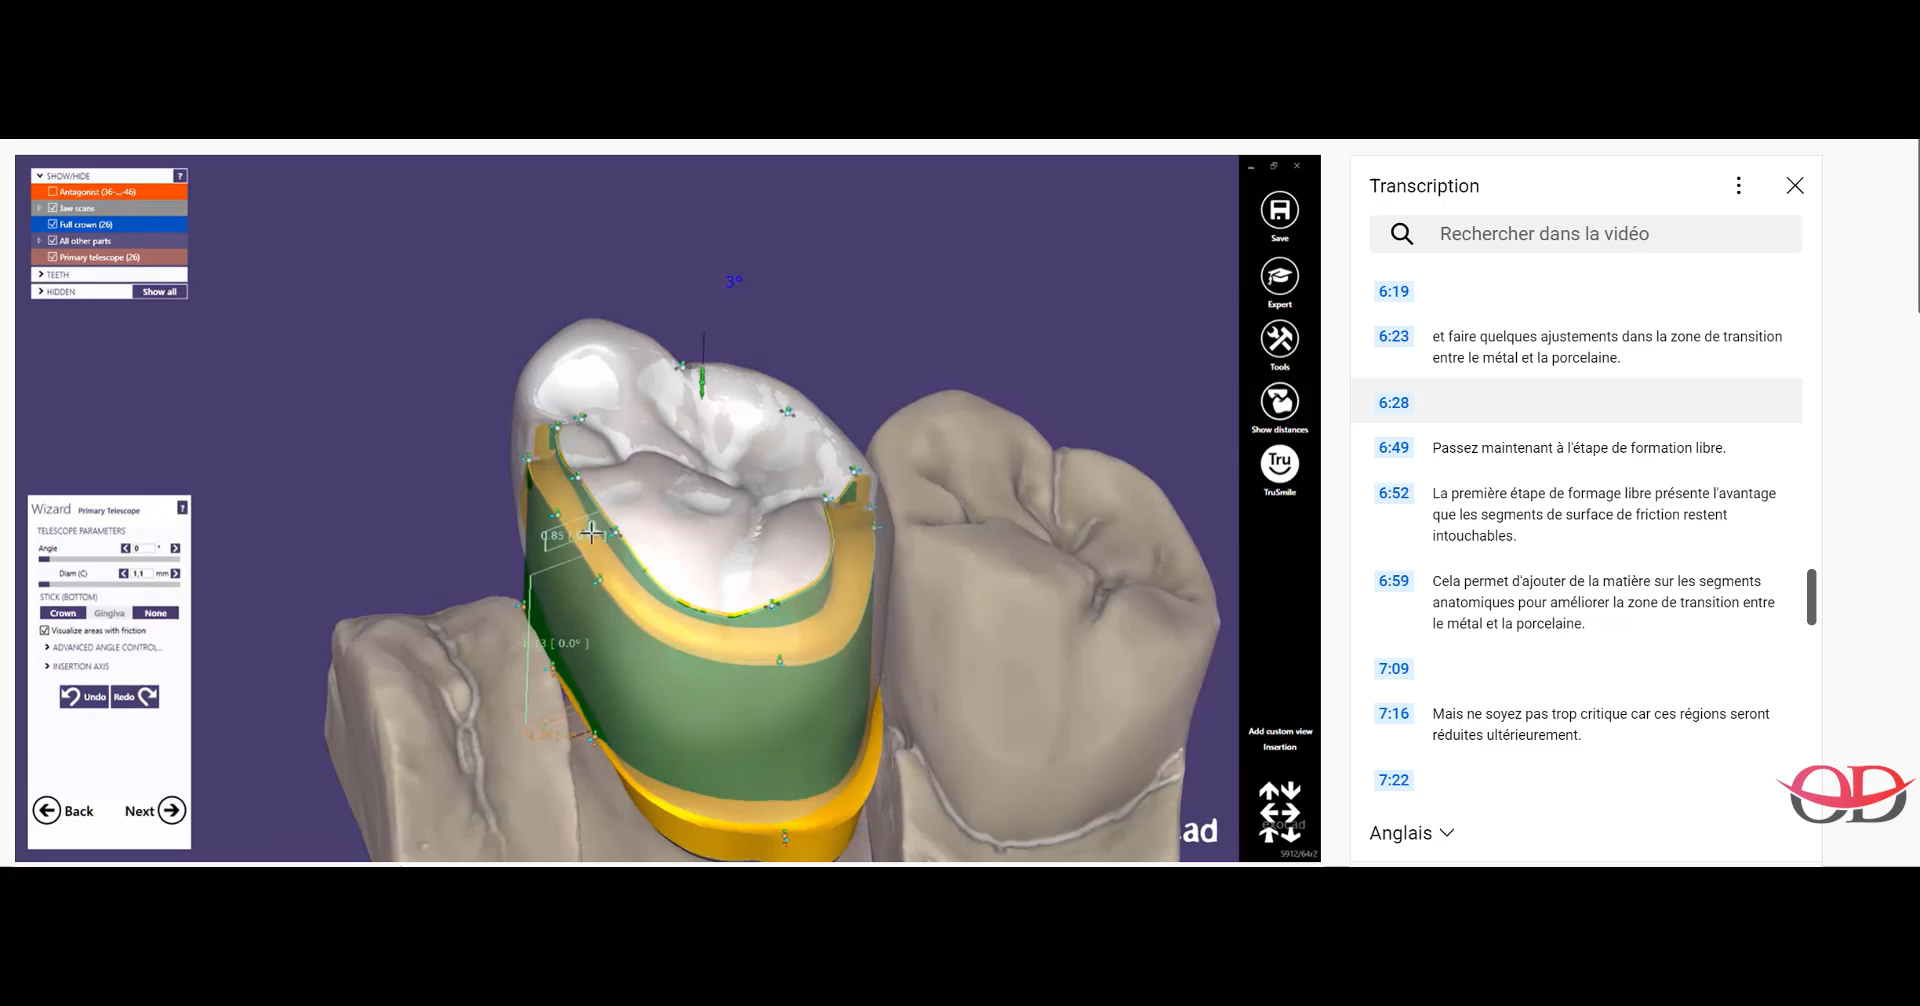 SHOW/HIDE
?
Antagonist (36-...-46)
Jaw scans
Full crown (26)
All other parts
Primary telescope (26)
TEETH
HIDDEN
Show all
3°
0.85 [
[ 0.0° ]
Wizard Primary Telescope
?
TELESCOPE PARAMETERS
Angle 0 °
Diam (C) 1,1 mm
STICK (BOTTOM)
Crown Gingiva None
Visualize areas with friction
ADVANCED ANGLE CONTROL...
INSERTION AXIS
Undo Redo
Back Next
Save
Expert
Tools
Show distances
Tru
TruSmile
Add custom view
Insertion
exocad
ad
Transcription
Rechercher dans la vidéo
6:19
6:23 et faire quelques ajustements dans la zone de transition
entre le métal et la porcelaine.
6:28
6:49 Passez maintenant à l'étape de formation libre.
6:52 La première étape de formage libre présente l'avantage
que les segments de surface de friction restent
intouchables.
6:59 Cela permet d'ajouter de la matière sur les segments
anatomiques pour améliorer la zone de transition entre
le métal et la porcelaine.
7:09
7:16 Mais ne soyez pas trop critique car ces régions seront
réduites ultérieurement.
7:22
Anglais
OD